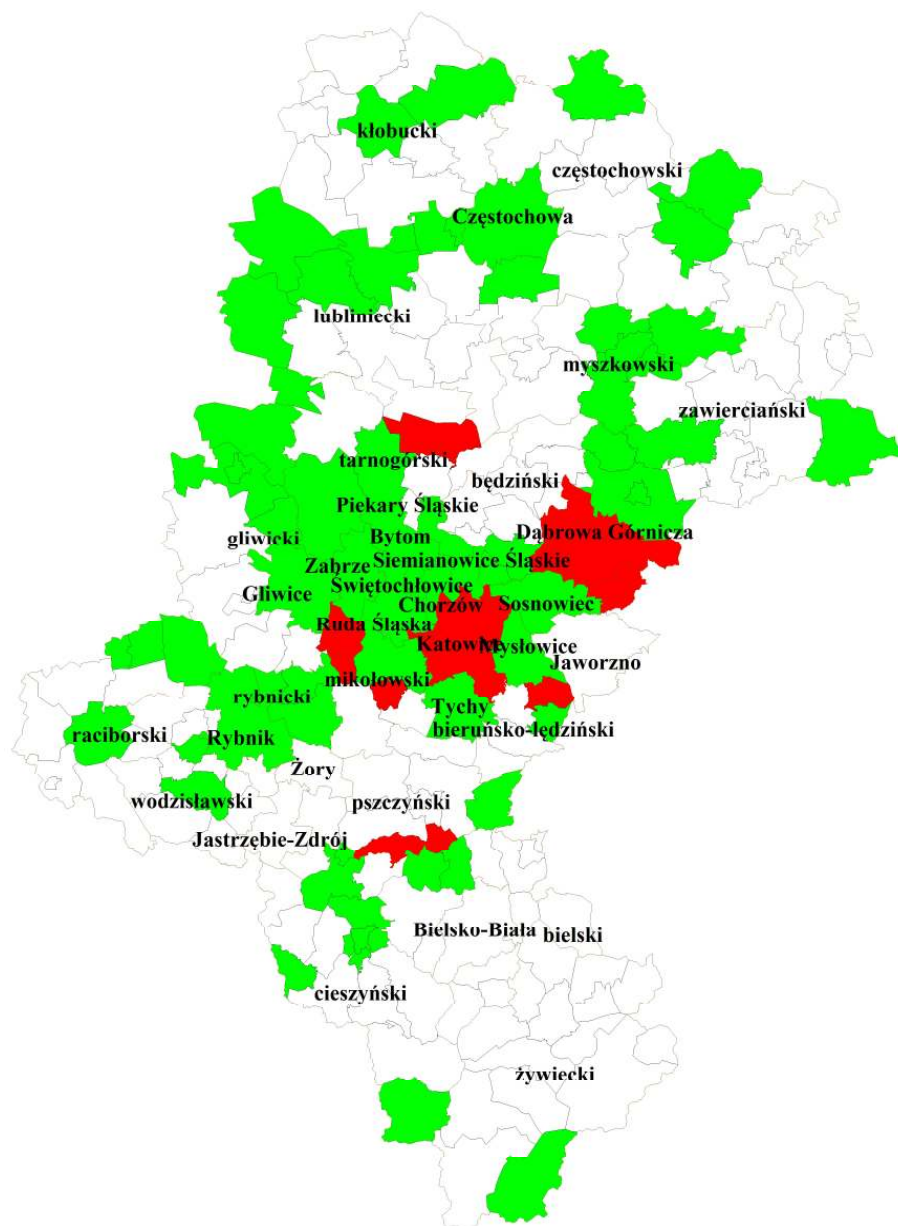 kłobucki
częstochowski
Częstochowa
lubliniecki
myszkowski
zawierciański
tarnogórski
będziński
Piekary Śląskie
Dąbrowa Górnicza
gliwicki
Bytom
Siemianowice Śląskie
Zabrze
Świętochłowice
Gliwice
Chorzów
Sosnowiec
Ruda Śląska
Katowice
Mysłowice
Jaworzno
mikołowski
rybnicki
Tychy
bieruńsko-lędziński
raciborski
Rybnik
Żory
wodzisławski
pszczyński
Jastrzębie-Zdrój
Bielsko-Biała
bielski
cieszyński
żywiecki